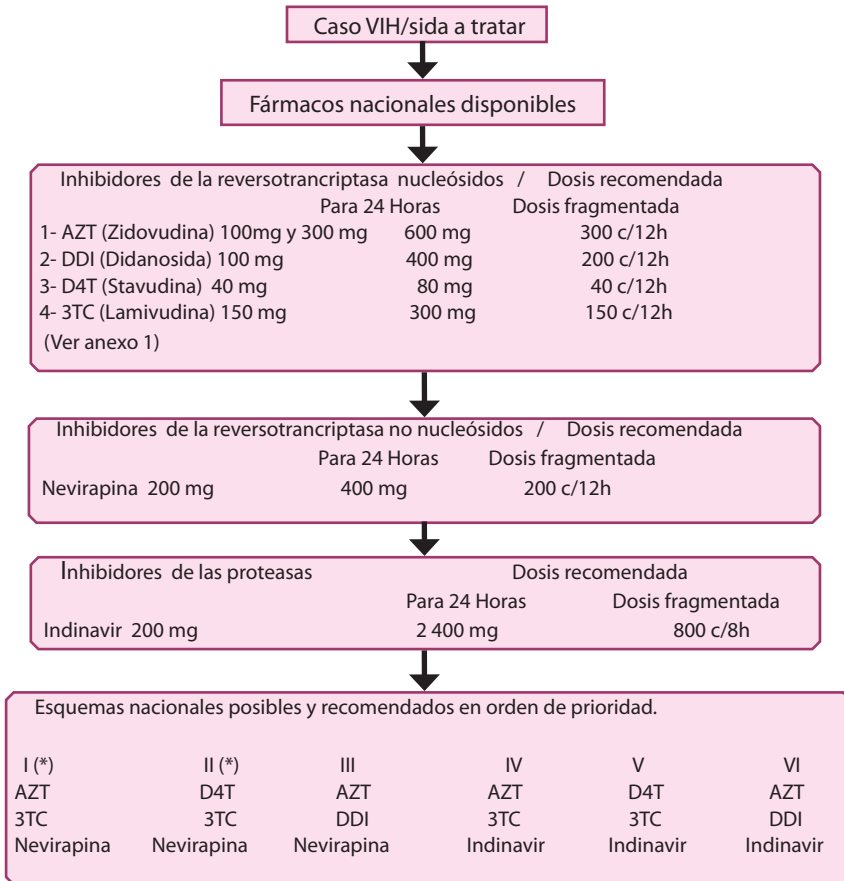 Caso VIH/sida a tratar
Fármacos nacionales disponibles
Inhibidores de la reversotrancriptasa nucleósidos / Dosis recomendada
Para 24 Horas Dosis fragmentada
1- AZT (Zidovudina) 100mg y 300 mg 600 mg 300 c/12h
2- DDI (Didanosida) 100 mg 400 mg 200 c/12h
3- D4T (Stavudina) 40 mg 80 mg 40 c/12h
4- 3TC (Lamivudina) 150 mg 300 mg 150 c/12h
(Ver anexo 1)
Inhibidores de la reversotrancriptasa no nucleósidos / Dosis recomendada
Para 24 Horas Dosis fragmentada
Nevirapina 200 mg 400 mg 200 c/12h
Inhibidores de las proteasas Dosis recomendada
Para 24 Horas Dosis fragmentada
Indinavir 200 mg 2 400 mg 800 c/8h
Esquemas nacionales posibles y recomendados en orden de prioridad.
I (*) II (*) III IV V VI
AZT D4T AZT AZT D4T AZT
3TC 3TC DDI 3TC 3TC DDI
Nevirapina Nevirapina Nevirapina Indinavir Indinavir Indinavir